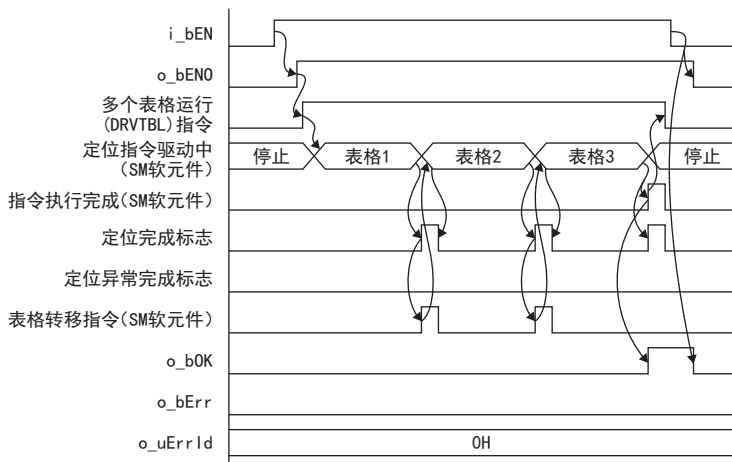 i_bEN
o_bENO
多个表格运行
(DRVTBL)指令
定位指令驱动中
(SM软元件)
停止 表格1 表格2 表格3 停止
指令执行完成(SM软元件)
定位完成标志
定位异常完成标志
表格转移指令(SM软元件)
o_bOK
o_bErr
o_uErrId
0H